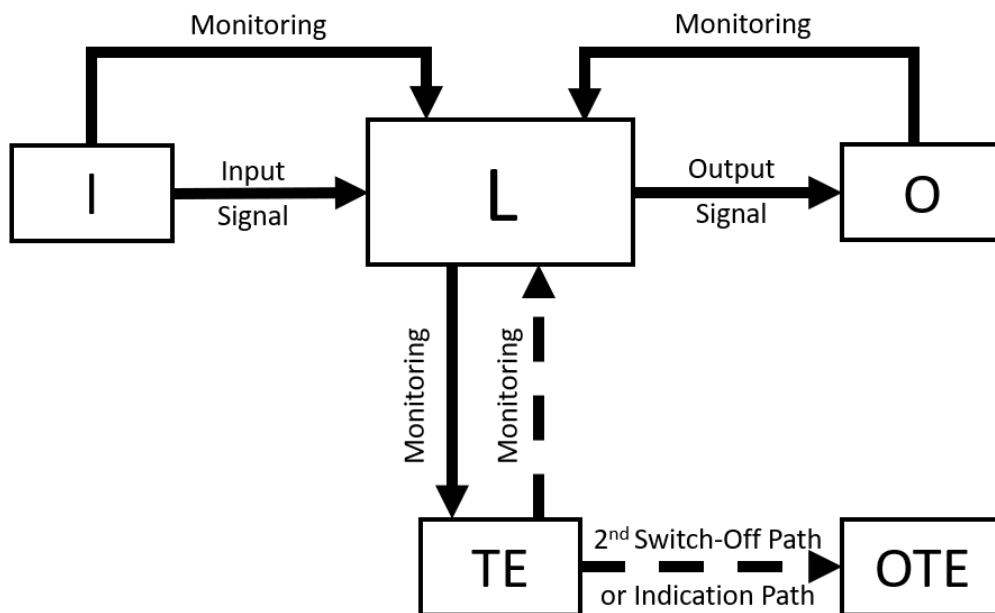 Monitoring
Monitoring
I
Input
Signal
L
Output
Signal
O
Monitoring
Monitoring
TE
2nd Switch-Off Path
or Indication Path
OTE